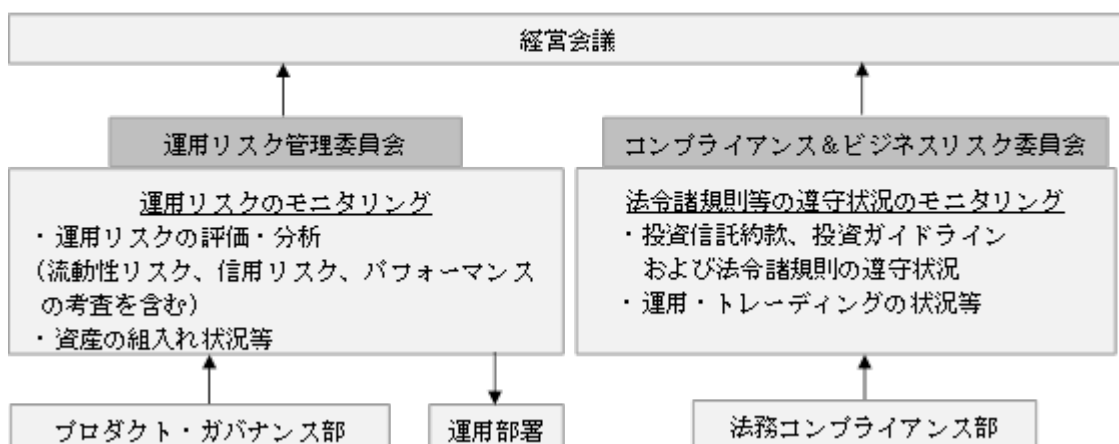 経営会議
運用リスク管理委員会
運用リスクのモニタリング
・運用リスクの評価・分析
(流動性リスク、信用リスク、パフォーマンス
の考査を含む)
・資産の組入れ状況等
プロダクト・ガバナンス部
運用部署
コンプライアンス&ビジネスリスク委員会
法令諸規則等の遵守状況のモニタリング
・投資信託約款、投資ガイドライン
および法令諸規則の遵守状況
・運用・トレーディングの状況等
法務コンプライアンス部